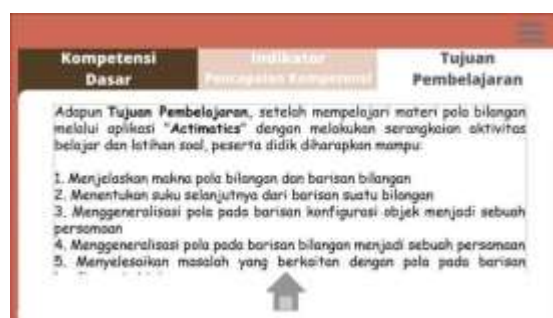 Kompetensi
Dasar
Indikator
Pencapaian Kompetensi
Tujuan
Pembelajaran
Adapun Tujuan Pembelajaran, setelah mempelajari materi pola bilangan
melalui aplikasi "Actimatics" dengan melakukan serangkaian aktivitas
belajar dan latihan soal, peserta didik diharapkan mampu:
1. Menjelaskan makna pola bilangan dan barisan bilangan
2. Menentukan suku selanjutnya dari barisan suatu bilangan
3. Menggeneralisasi pola pada barisan konfigurasi objek menjadi sebuah
persamaan
4. Menggeneralisasi pola pada barisan bilangan menjadi sebuah persamaan
5. Menyelesaikan masalah yang berkaitan dengan pola pada barisan